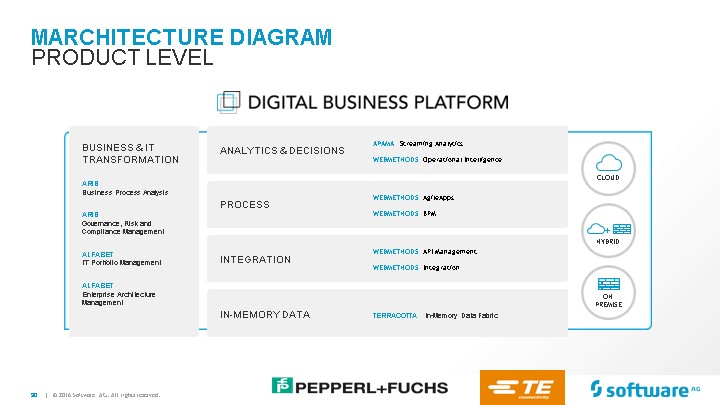 MARCHITECTURE DIAGRAM
PRODUCT LEVEL
DIGITAL BUSINESS PLATFORM
BUSINESS & IT
TRANSFORMATION
ARIS
Business Process Analysis
ARIS
Governance, Risk and
Compliance Management
ALFABET
IT Portfolio Management
ALFABET
Enterprise Architecture
Management
ANALYTICS & DECISIONS
APAMA Streaming Analytics
WEBMETHODS Operational Intelligence
PROCESS
WEBMETHODS AgileApps
WEBMETHODS BPM
INTEGRATION
WEBMETHODS API Management
WEBMETHODS Integration
IN-MEMORY DATA
TERRACOTTA In-Memory Data Fabric
CLOUD
HYBRID
ON
PREMISE
30 | © 2016 Software AG. All rights reserved.
PEPPERL+FUCHS
TE
connectivity
software AG